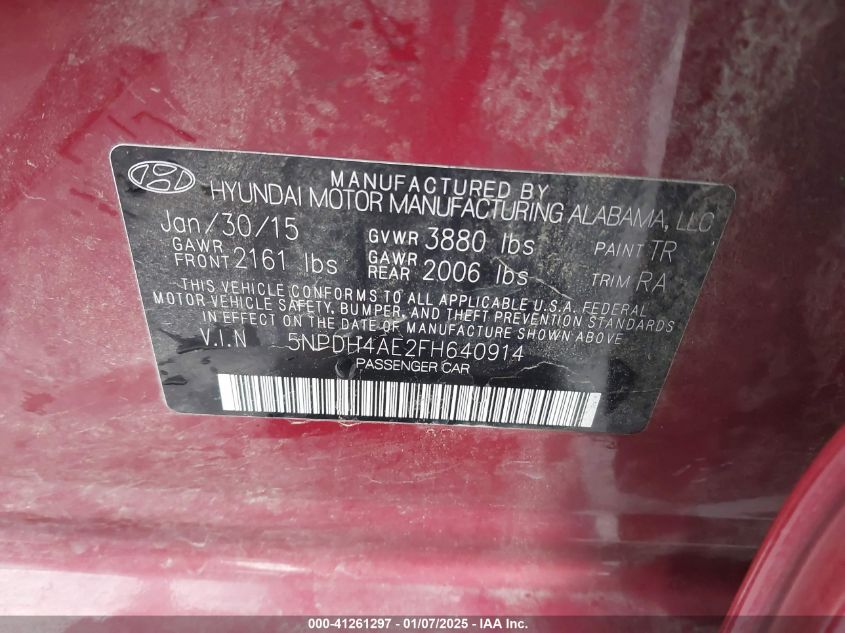 MANUFACTURED BY
HYUNDAI MOTOR MANUFACTURING ALABAMA, LLC
Jan/30/15 GVWR 3880 lbs PAINT TR
GAWR FRONT 2161 lbs GAWR REAR 2006 lbs TRIM RA
THIS VEHICLE CONFORMS TO ALL APPLICABLE U.S.A. FEDERAL
MOTOR VEHICLE SAFETY, BUMPER, AND THEFT PREVENTION STANDARDS
IN EFFECT ON THE DATE OF MANUFACTURE SHOWN ABOVE
V.I.N 5NPDH4AE2FH640914
PASSENGER CAR
000-41261297 - 01/07/2025 - IAAI.COM